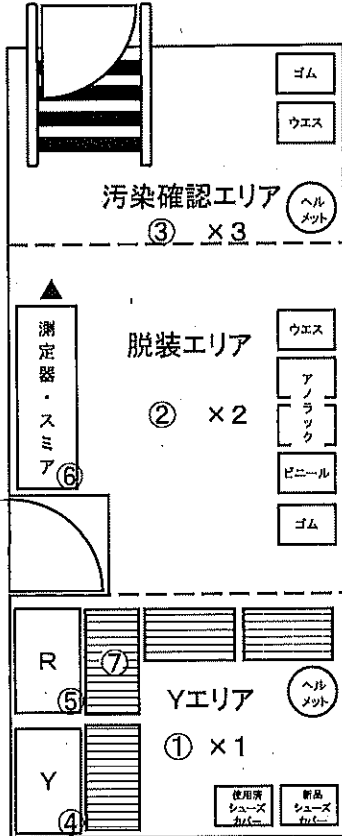 ゴム
ウエス
汚染確認エリア
ヘル
メット
③ ×3
▲
測定器・スミア
⑥
脱装エリア
② ×2
ウエス
アノラック
ビニール
ゴム
R
⑤
⑦
Yエリア
ヘル
メット
① ×1
Y
④
使用済
シューズ
カバー
新品
シューズ
カバー